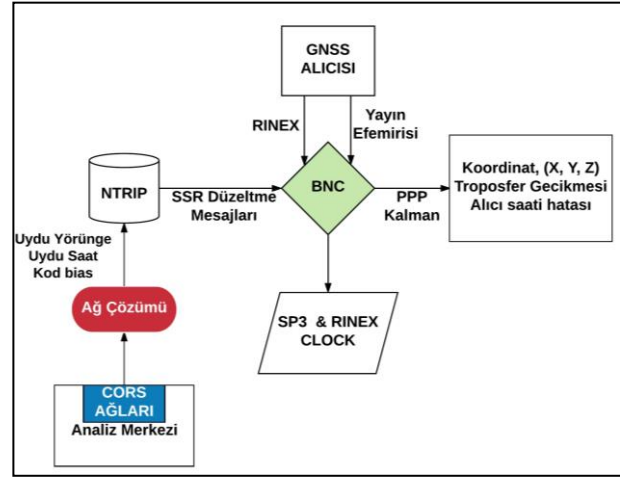 GNSS
ALICISI
RINEX
Yayın
Efemirisi
NTRIP
SSR Düzeltme
Mesajları
BNC
PPP
Kalman
Koordinat, (X, Y, Z)
Troposfer Gecikmesi
Alıcı saati hatası
Uydu Yörünge
Uydu Saat
Kod bias
Ağ Çözümü
SP3 & RINEX
CLOCK
CORS
AĞLARI
Analiz Merkezi